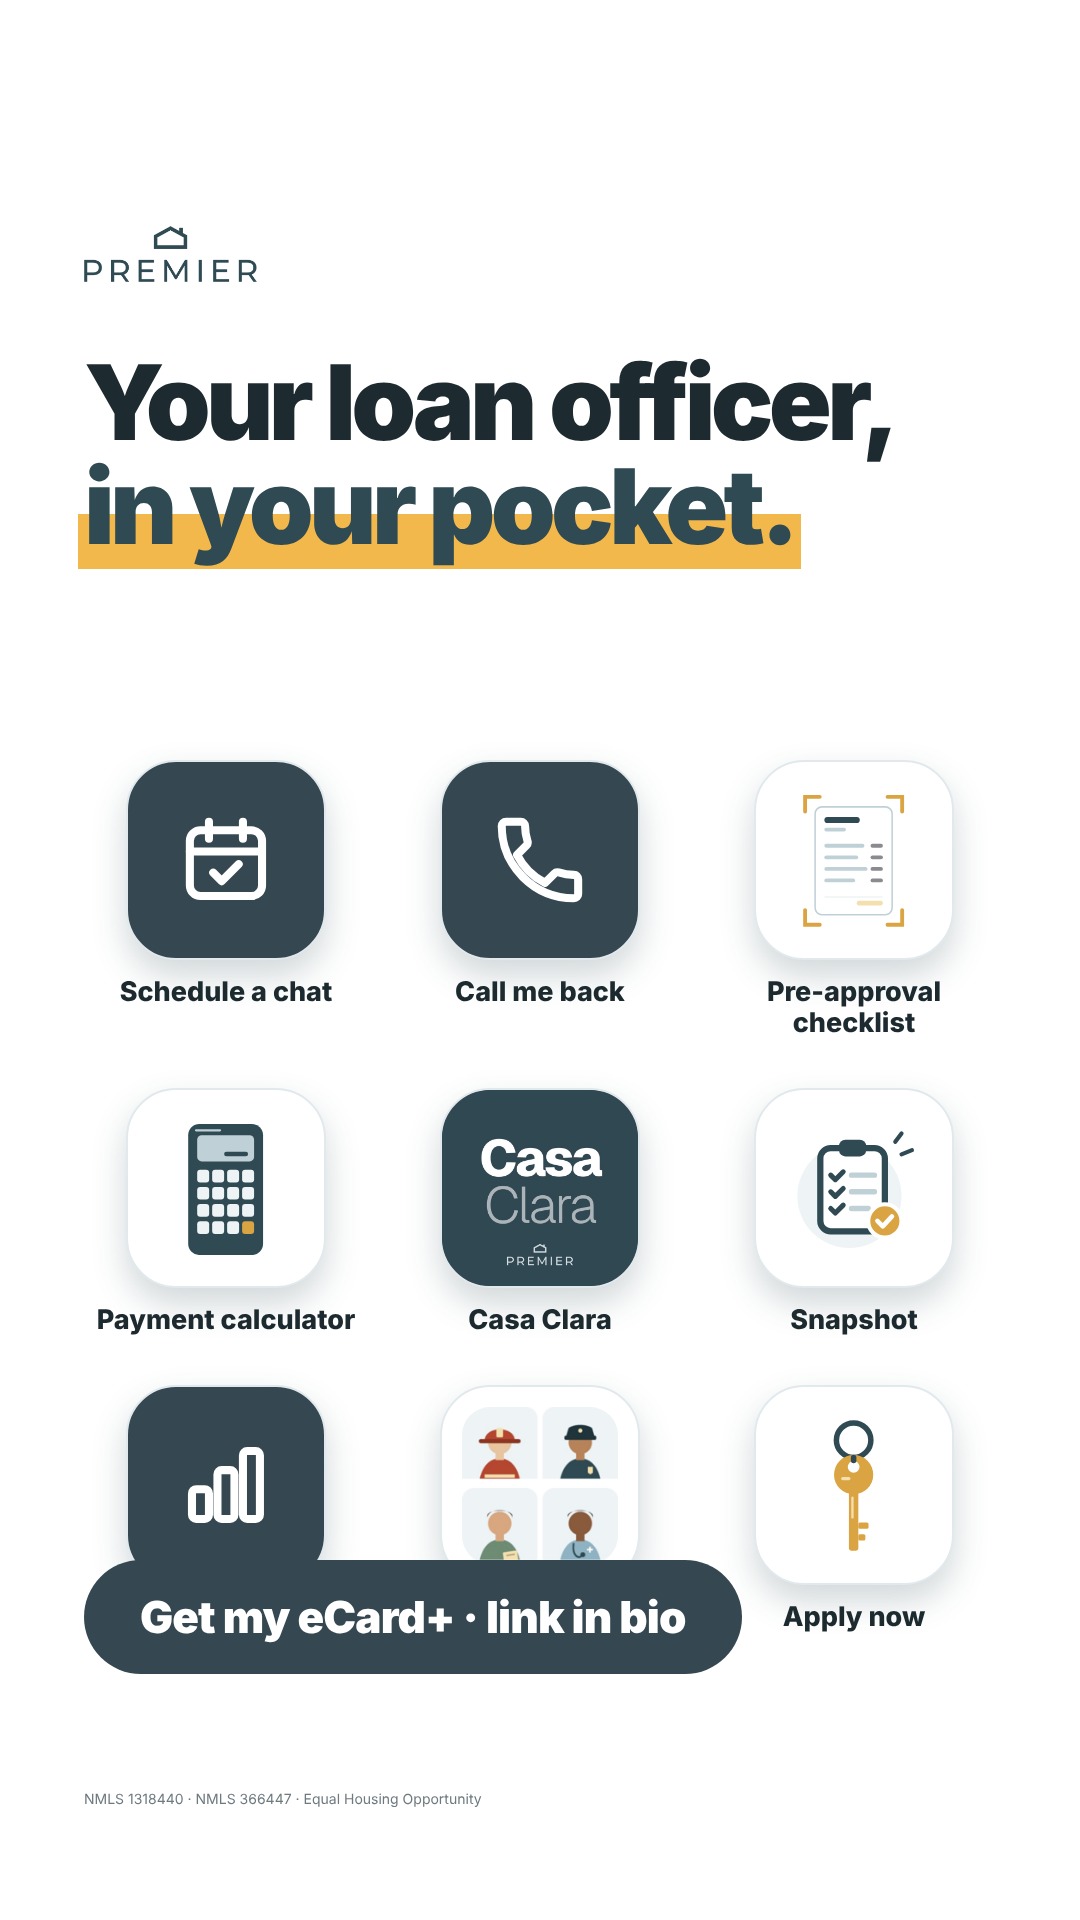 PREMIER
Your loan officer,
in your pocket.
Schedule a chat
Call me back
Pre-approval
checklist
Casa
Clara
PREMIER
Payment calculator
Casa Clara
Snapshot
Get my eCard+ · link in bio
Apply now
NMLS 1318440 · NMLS 366447 · Equal Housing Opportunity